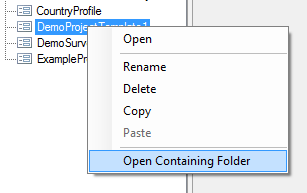 CountryProfile
DemoProjectTemplate1
DemoSurv
ExamplePr
Open
Rename
Delete
Copy
Paste
Open Containing Folder